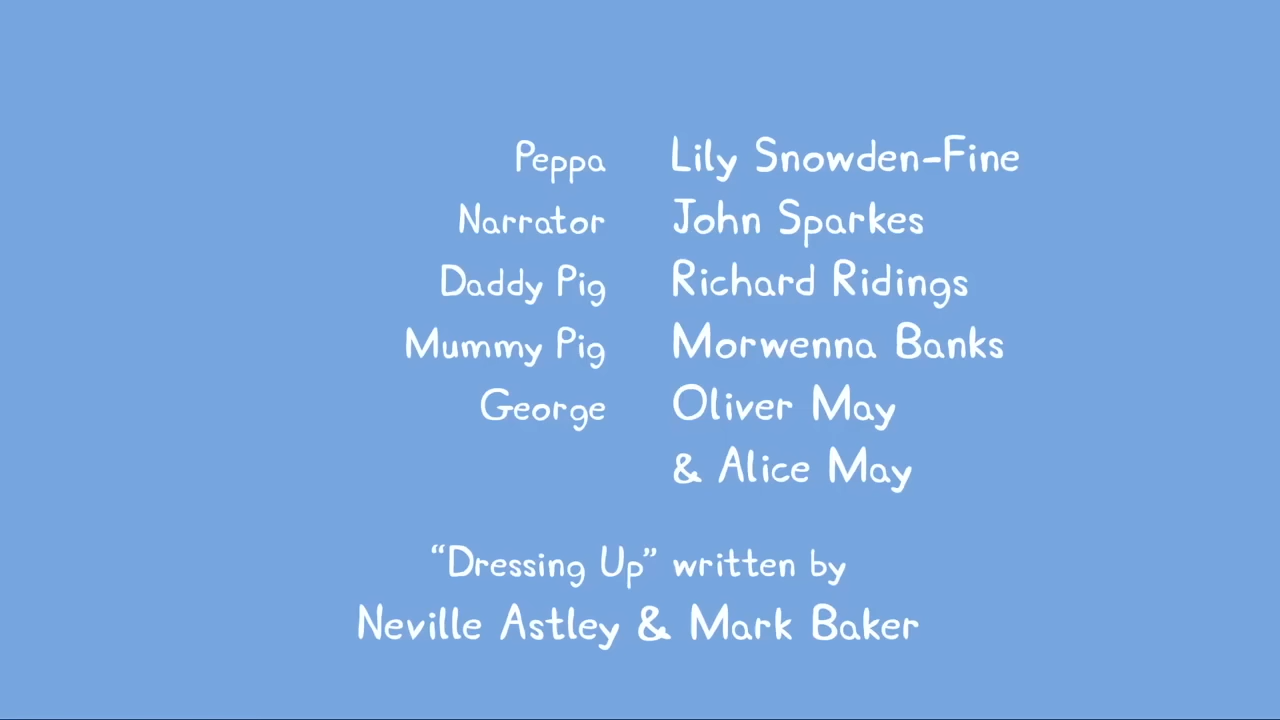 Peppa Lily Snowden-Fine
Narrator John Sparkes
Daddy Pig Richard Ridings
Mummy Pig Morwenna Banks
George Oliver May
& Alice May
“Dressing Up” written by
Neville Astley & Mark Baker